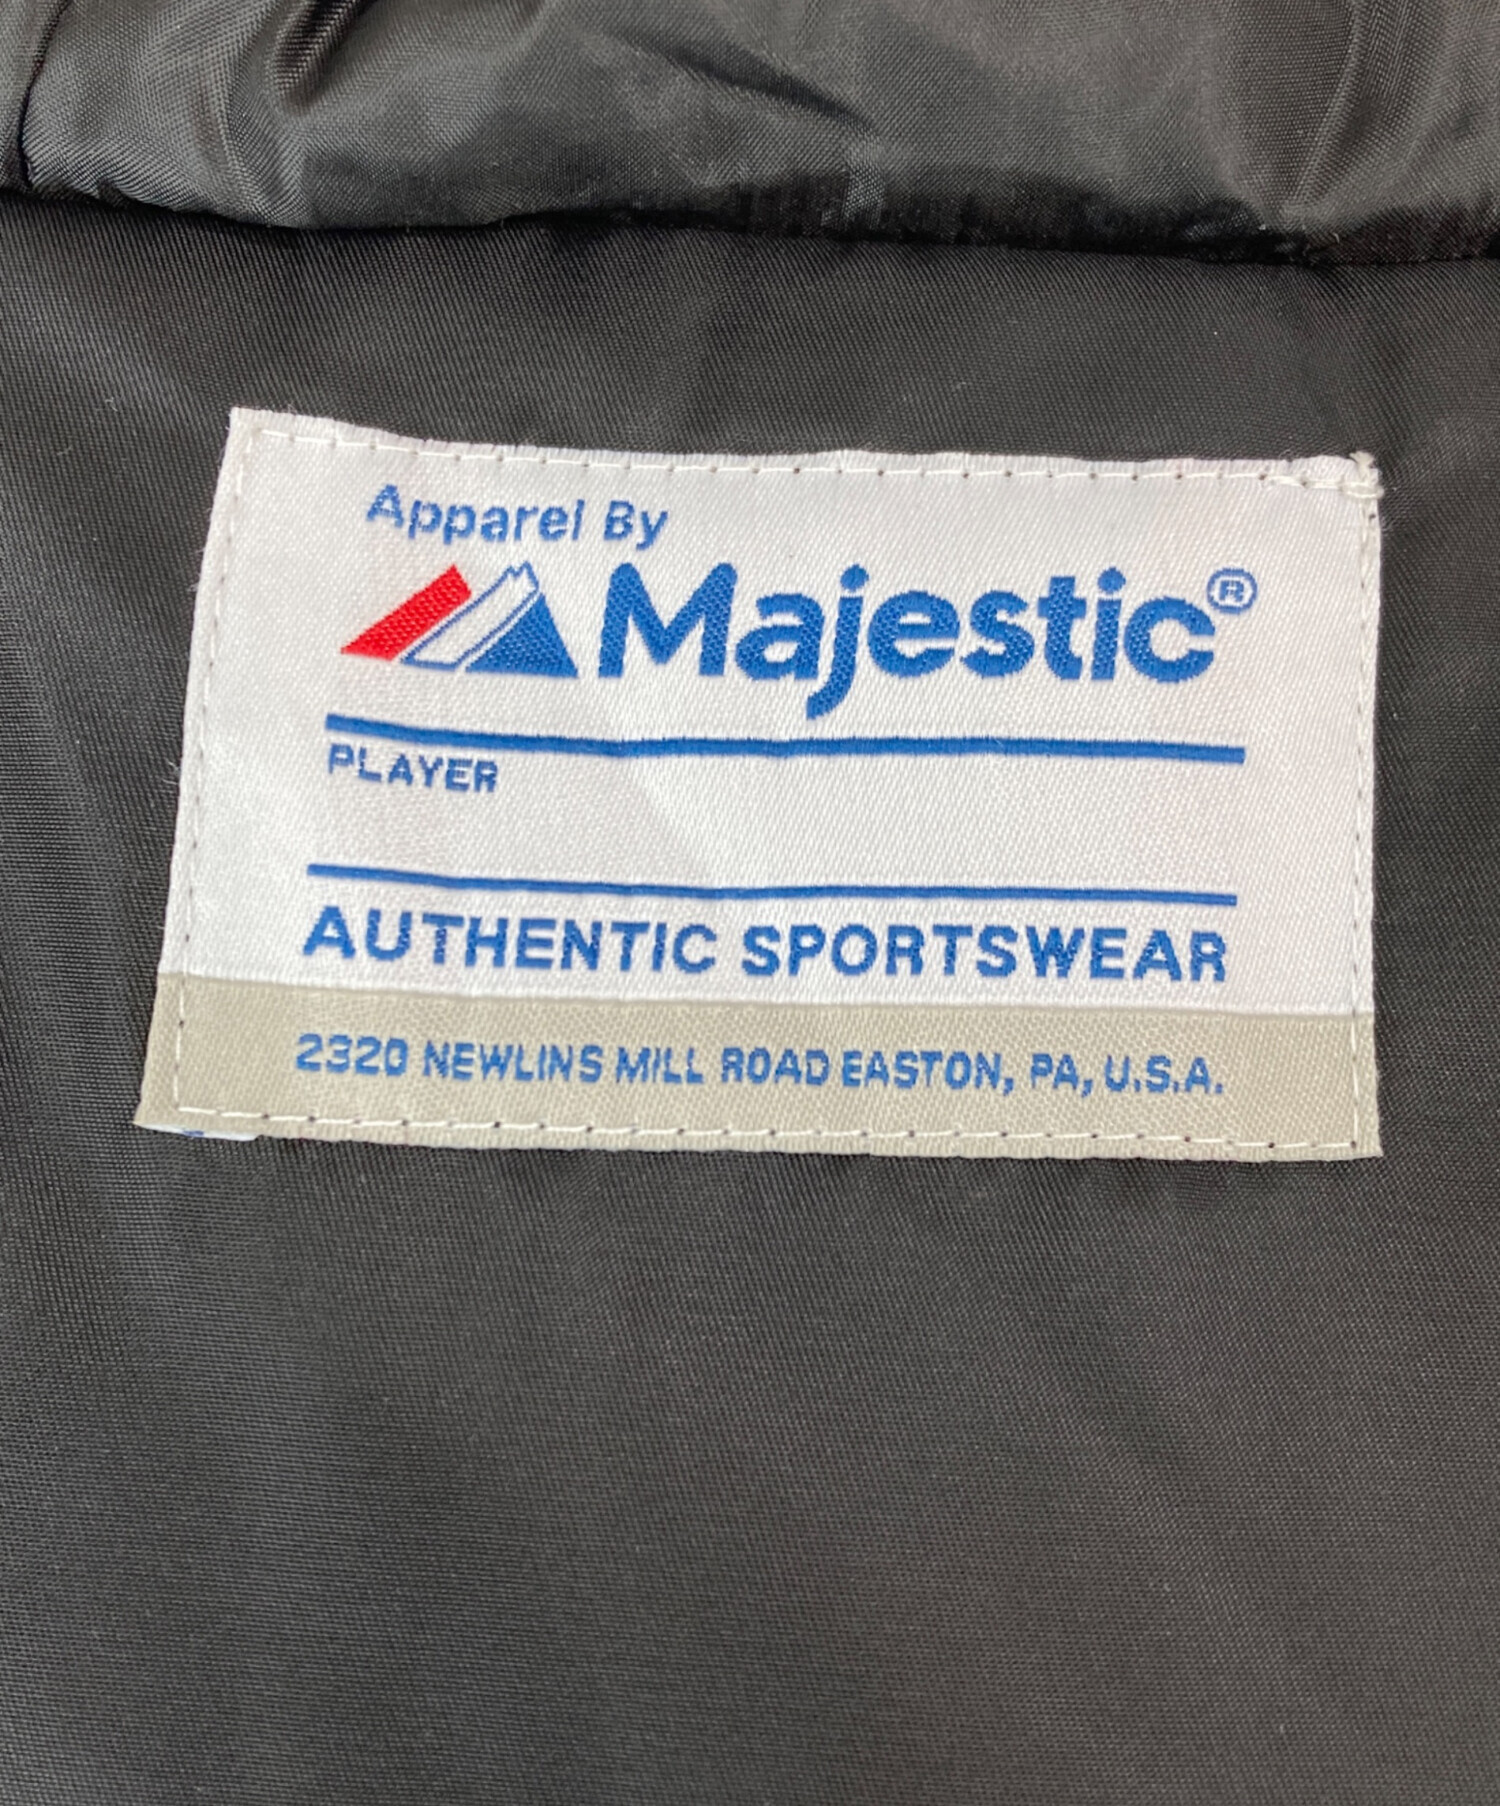 Apparel By
Majestic®
PLAYER
AUTHENTIC SPORTSWEAR
2320 NEWLINS MILL ROAD EASTON, PA, U.S.A.